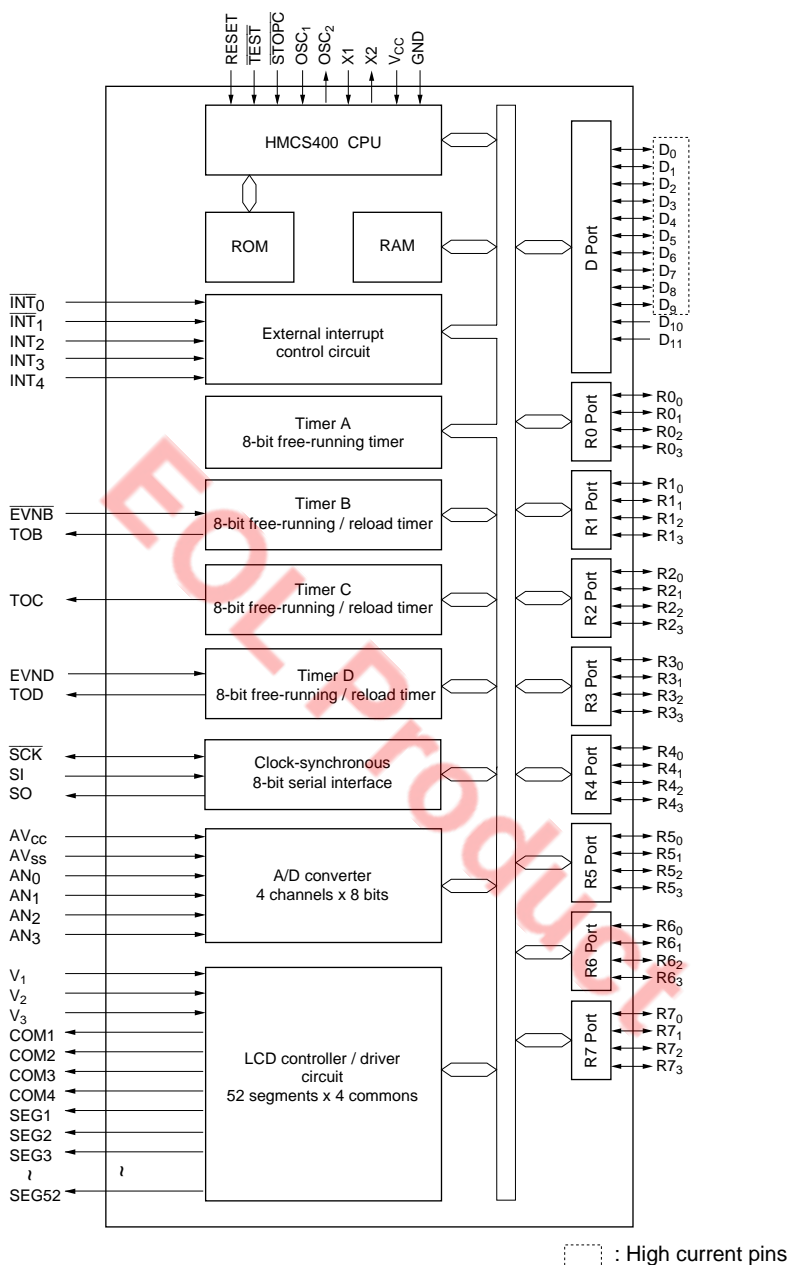 RESET
TEST
STOPC
OSC1
OSC2
X1
X2
VCC
GND
HMCS400 CPU
ROM
RAM
D Port
D0
D1
D2
D3
D4
D5
D6
D7
D8
D9
D10
D11
INT0
INT1
INT2
INT3
INT4
External interrupt
control circuit
Timer A
8-bit free-running timer
R0 Port
R00
R01
R02
R03
EVNB
TOB
Timer B
8-bit free-running / reload timer
R1 Port
R10
R11
R12
R13
TOC
Timer C
8-bit free-running / reload timer
R2 Port
R20
R21
R22
R23
EVND
TOD
Timer D
8-bit free-running / reload timer
R3 Port
R30
R31
R32
R33
SCK
SI
SO
Clock-synchronous
8-bit serial interface
R4 Port
R40
R41
R42
R43
AVCC
AVSS
AN0
AN1
AN2
AN3
A/D converter
4 channels x 8 bits
R5 Port
R50
R51
R52
R53
R6 Port
R60
R61
R62
R63
V1
V2
V3
COM1
COM2
COM3
COM4
SEG1
SEG2
SEG3
~
SEG52
~
LCD controller / driver
circuit
52 segments x 4 commons
R7 Port
R70
R71
R72
R73
EOL Product
: High current pins